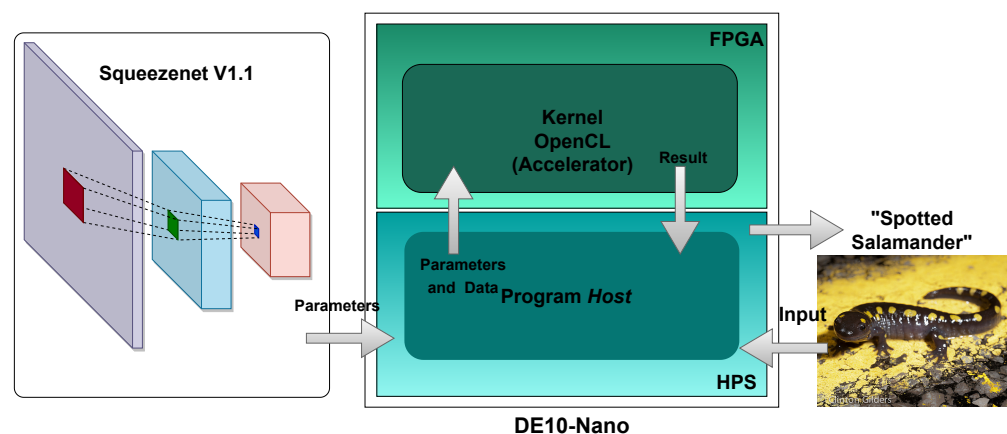 Squeezenet V1.1
FPGA
Kernel
OpenCL
(Accelerator)
Result
Parameters
and Data
Program Host
Parameters
HPS
DE10-Nano
"Spotted
Salamander"
Input
Gilders